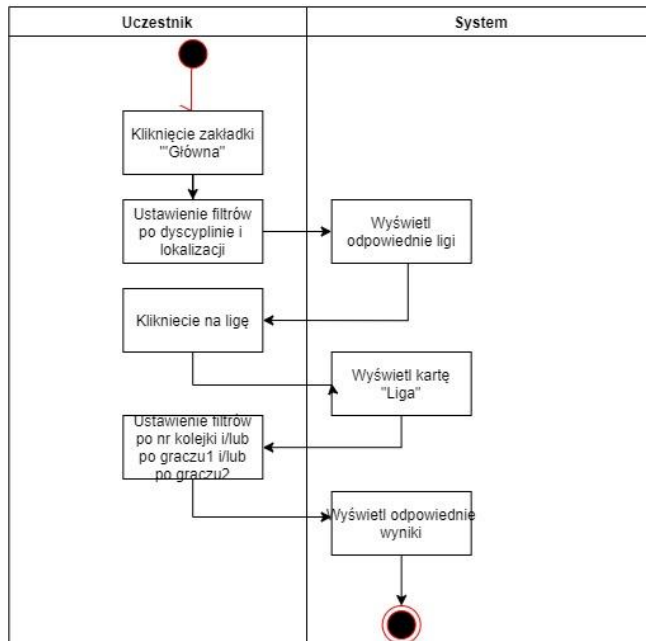 Uczestnik
System
Kliknięcie zakładki
'"Główna"
Ustawienie filtrów
po dyscyplinie i
lokalizacji
Wyświetl
odpowiednie ligi
Klikniecie na ligę
Wyświetl kartę
"Liga"
Ustawienie filtrów
po nr kolejki i/lub
po graczu1 i/lub
po graczu2
Wyświetl odpowiednie
wyniki